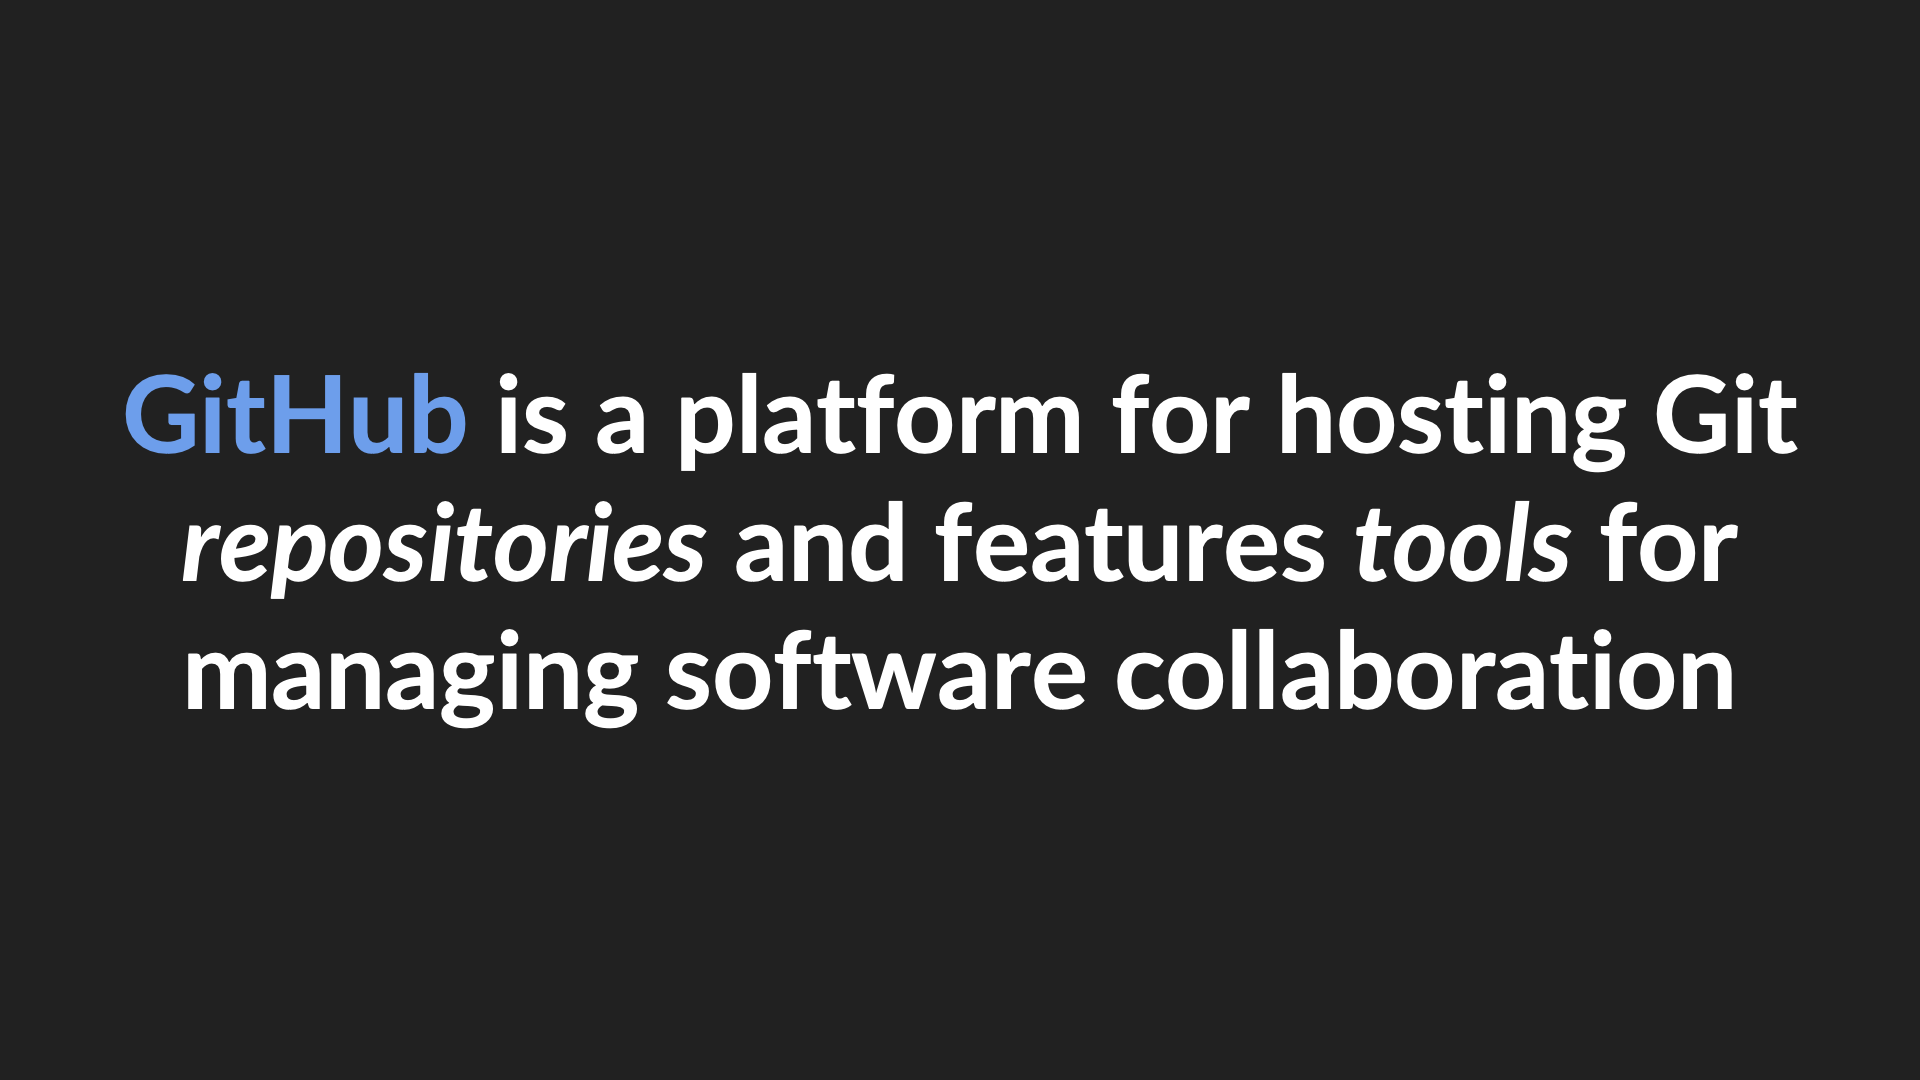 GitHub is a platform for hosting Git
repositories and features tools for
managing software collaboration